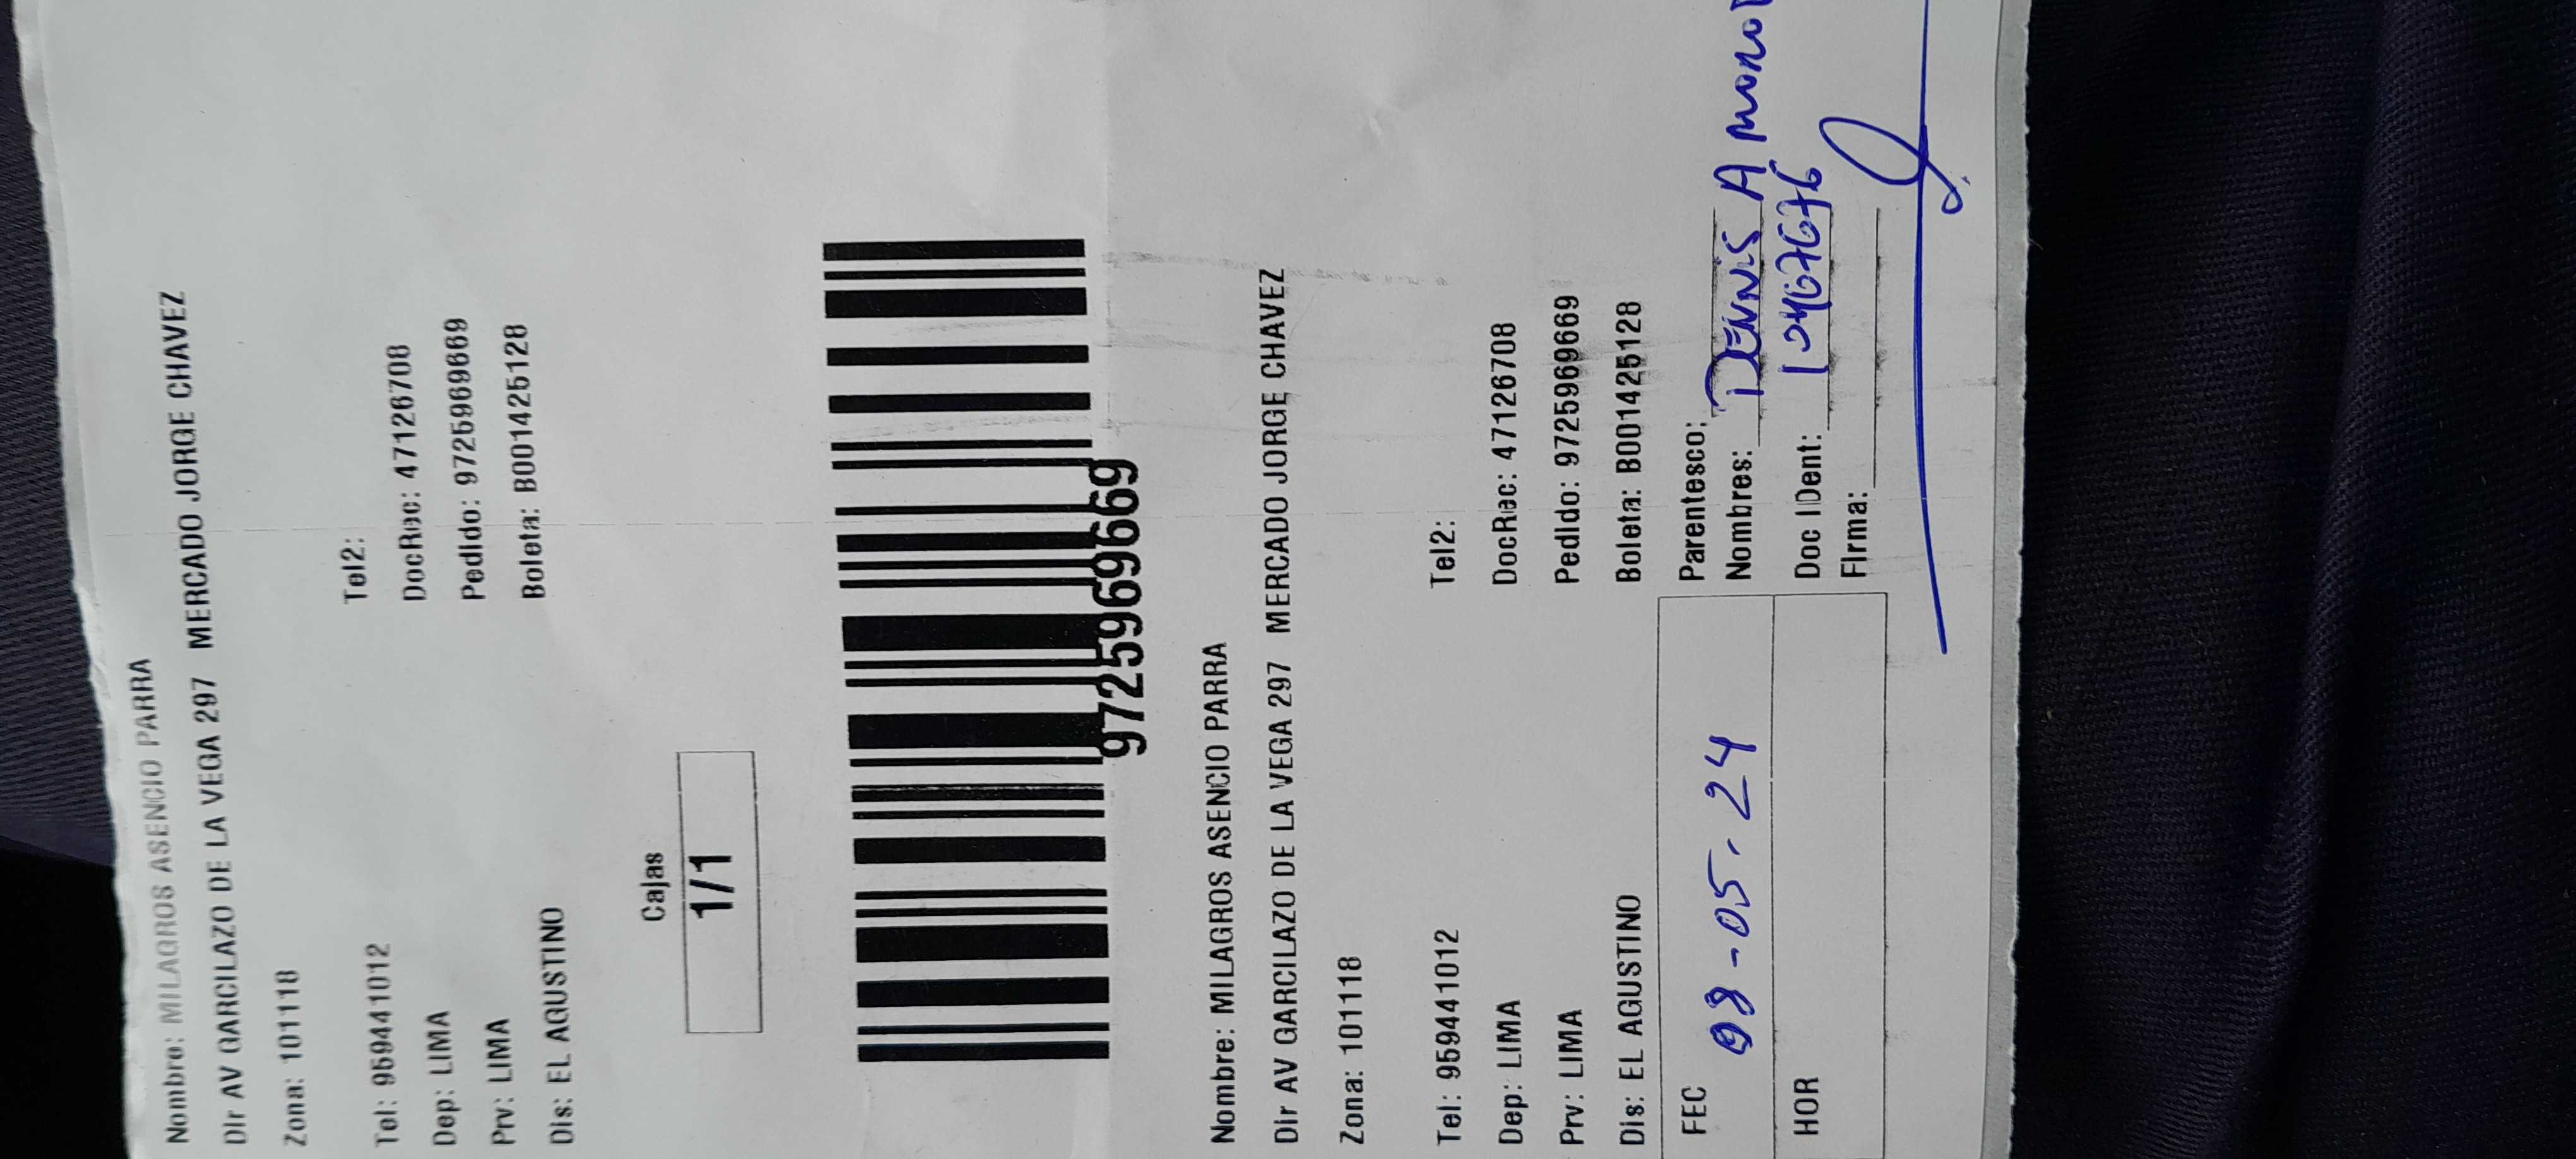 Nombre: MILAGROS ASENCIO PARRA
Dir AV GARCILAZO DE LA VEGA 297 MERCADO JORGE CHAVEZ
Zona: 101118
Tel: 959441012 Tel2:
Dep: LIMA DocRec: 47126708
Prv: LIMA Pedido: 9725969669
Dis: EL AGUSTINO Boleta: B001425128
Cajas
1/1
9725969669
Nombre: MILAGROS ASENCIO PARRA
Dir AV GARCILAZO DE LA VEGA 297 MERCADO JORGE CHAVEZ
Zona: 101118
Tel: 959441012 Tel2:
Dep: LIMA DocRec: 47126708
Prv: LIMA Pedido: 9725969669
Dis: EL AGUSTINO Boleta: B001425128
FEC 08-05-24 Parentesco:
Nombres: DENNIS A
HOR Doc IDent:
Firma: